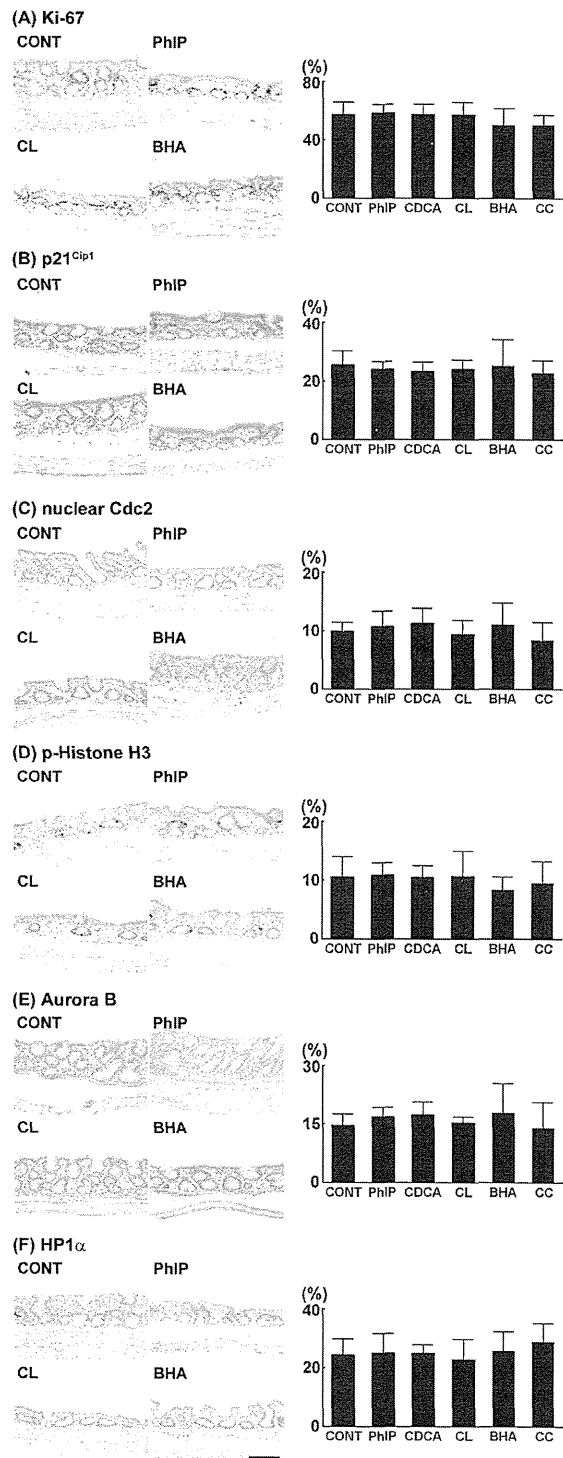 (A) Ki-67
CONT PhIP
CL BHA
(%)
80
40
0
CONT PhIP CDCA CL BHA CC
(B) p21Cip1
CONT PhIP
CL BHA
(%)
40
20
0
CONT PhIP CDCA CL BHA CC
(C) nuclear Cdc2
CONT PhIP
CL BHA
(%)
20
10
0
CONT PhIP CDCA CL BHA CC
(D) p-Histone H3
CONT PhIP
CL BHA
(%)
20
10
0
CONT PhIP CDCA CL BHA CC
(E) Aurora B
CONT PhIP
CL BHA
(%)
30
15
0
CONT PhIP CDCA CL BHA CC
(F) HP1α
CONT PhIP
CL BHA
(%)
40
20
0
CONT PhIP CDCA CL BHA CC